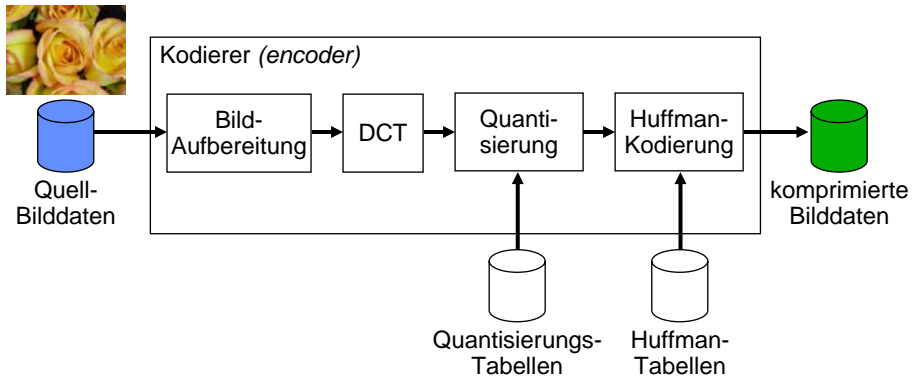 Kodierer (encoder)
Bild-
Aufbereitung
DCT
Quanti-
sierung
Huffman-
Kodierung
Quell-
Bilddaten
komprimierte
Bilddaten
Quantisierungs-
Tabellen
Huffman-
Tabellen